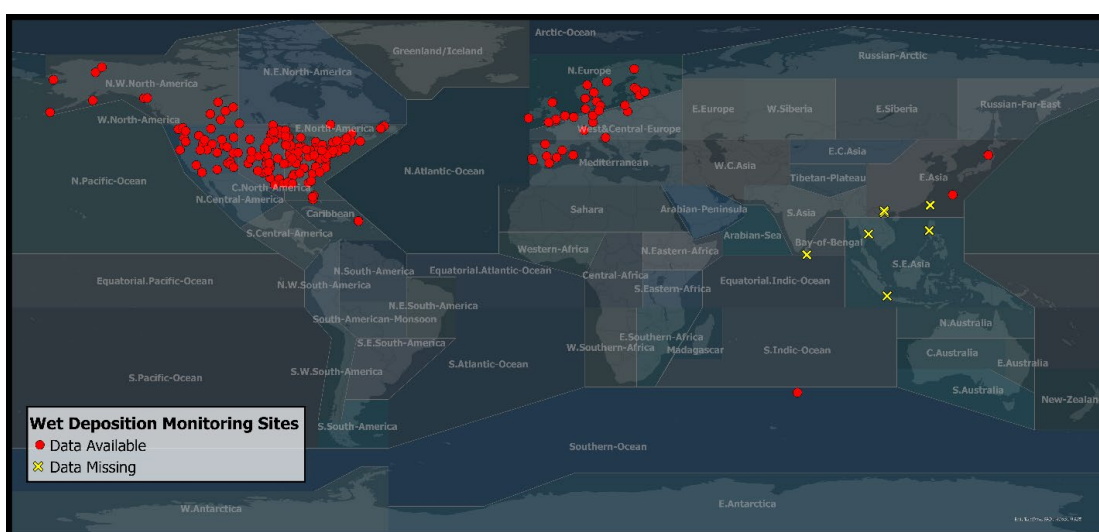 Arctic-Ocean
Greenland/Iceland
Russian-Arctic
N.E.North-America
N.Europe
N.W.North-America
E.Europe
W.Siberia
E.Siberia
Russian-Far-East
W.North-America
E.North-America
West&Central-Europe
E.C.Asia
Mediterranean
W.C.Asia
N.Atlantic-Ocean
Tibetan-Plateau
E.Asia
N.Pacific-Ocean
C.North-America
N.Central-America
Caribbean
Sahara
Arabian-Peninsula
S.Asia
S.Central-America
Arabian-Sea
Bay-of-Bengal
Western-Africa
N.Eastern-Africa
S.E.Asia
N.South-America
Equatorial.Atlantic-Ocean
Central-Africa
Equatorial.Pacific-Ocean
N.W.South-America
S.Eastern-Africa
Equatorial.Indic-Ocean
N.E.South-America
South-American-Monsoon
N.Australia
E.Southern-Africa
S.E.South-America
W.Southern-Africa
Madagascar
S.Indic-Ocean
C.Australia
S.Atlantic-Ocean
E.Australia
S.W.South-America
S.Pacific-Ocean
S.Australia
New-Zealan
Wet Deposition Monitoring Sites
Data Available
Data Missing
S.South-America
Southern-Ocean
W.Antarctica
E.Antarctica